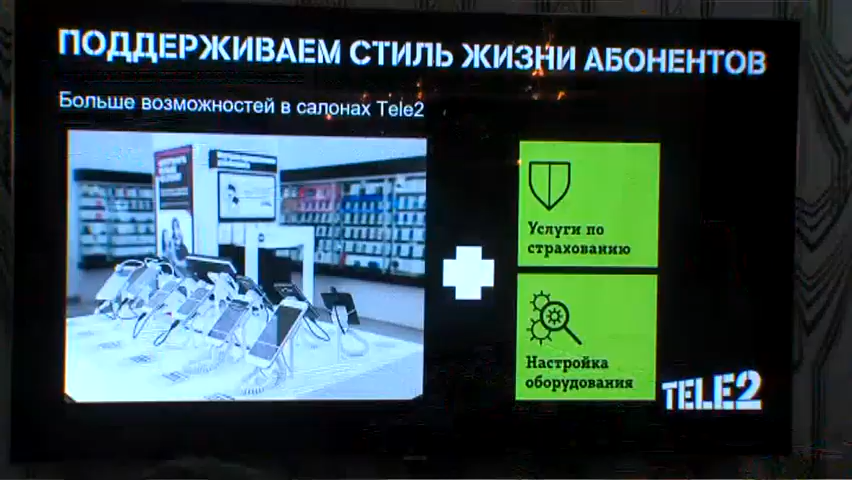 ПОДДЕРЖИВАЕМ СТИЛЬ ЖИЗНИ АБОНЕНТОВ
Больше возможностей в салонах Tele2
Услуги по
страхованию
Настройка
оборудования
TELE2